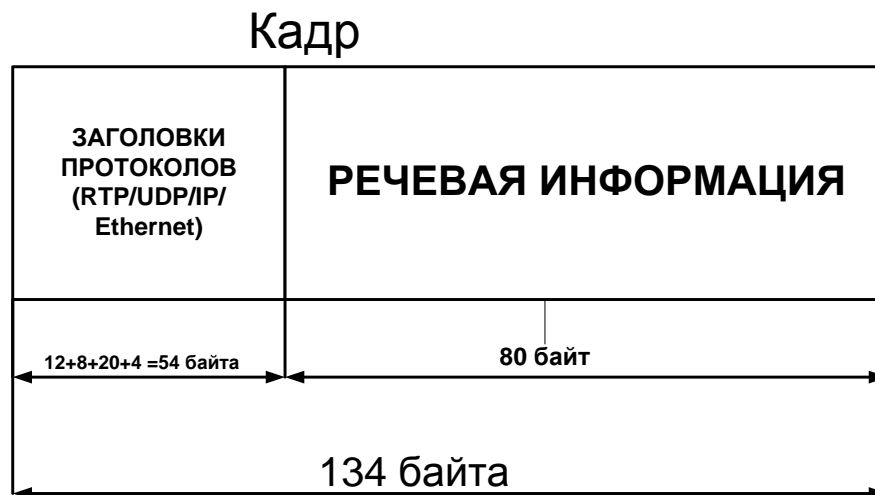 Кадр
ЗАГОЛОВКИ
ПРОТОКОЛОВ
(RTP/UDP/IP/
Ethernet)
РЕЧЕВАЯ ИНФОРМАЦИЯ
12+8+20+4 =54 байта
80 байт
134 байта